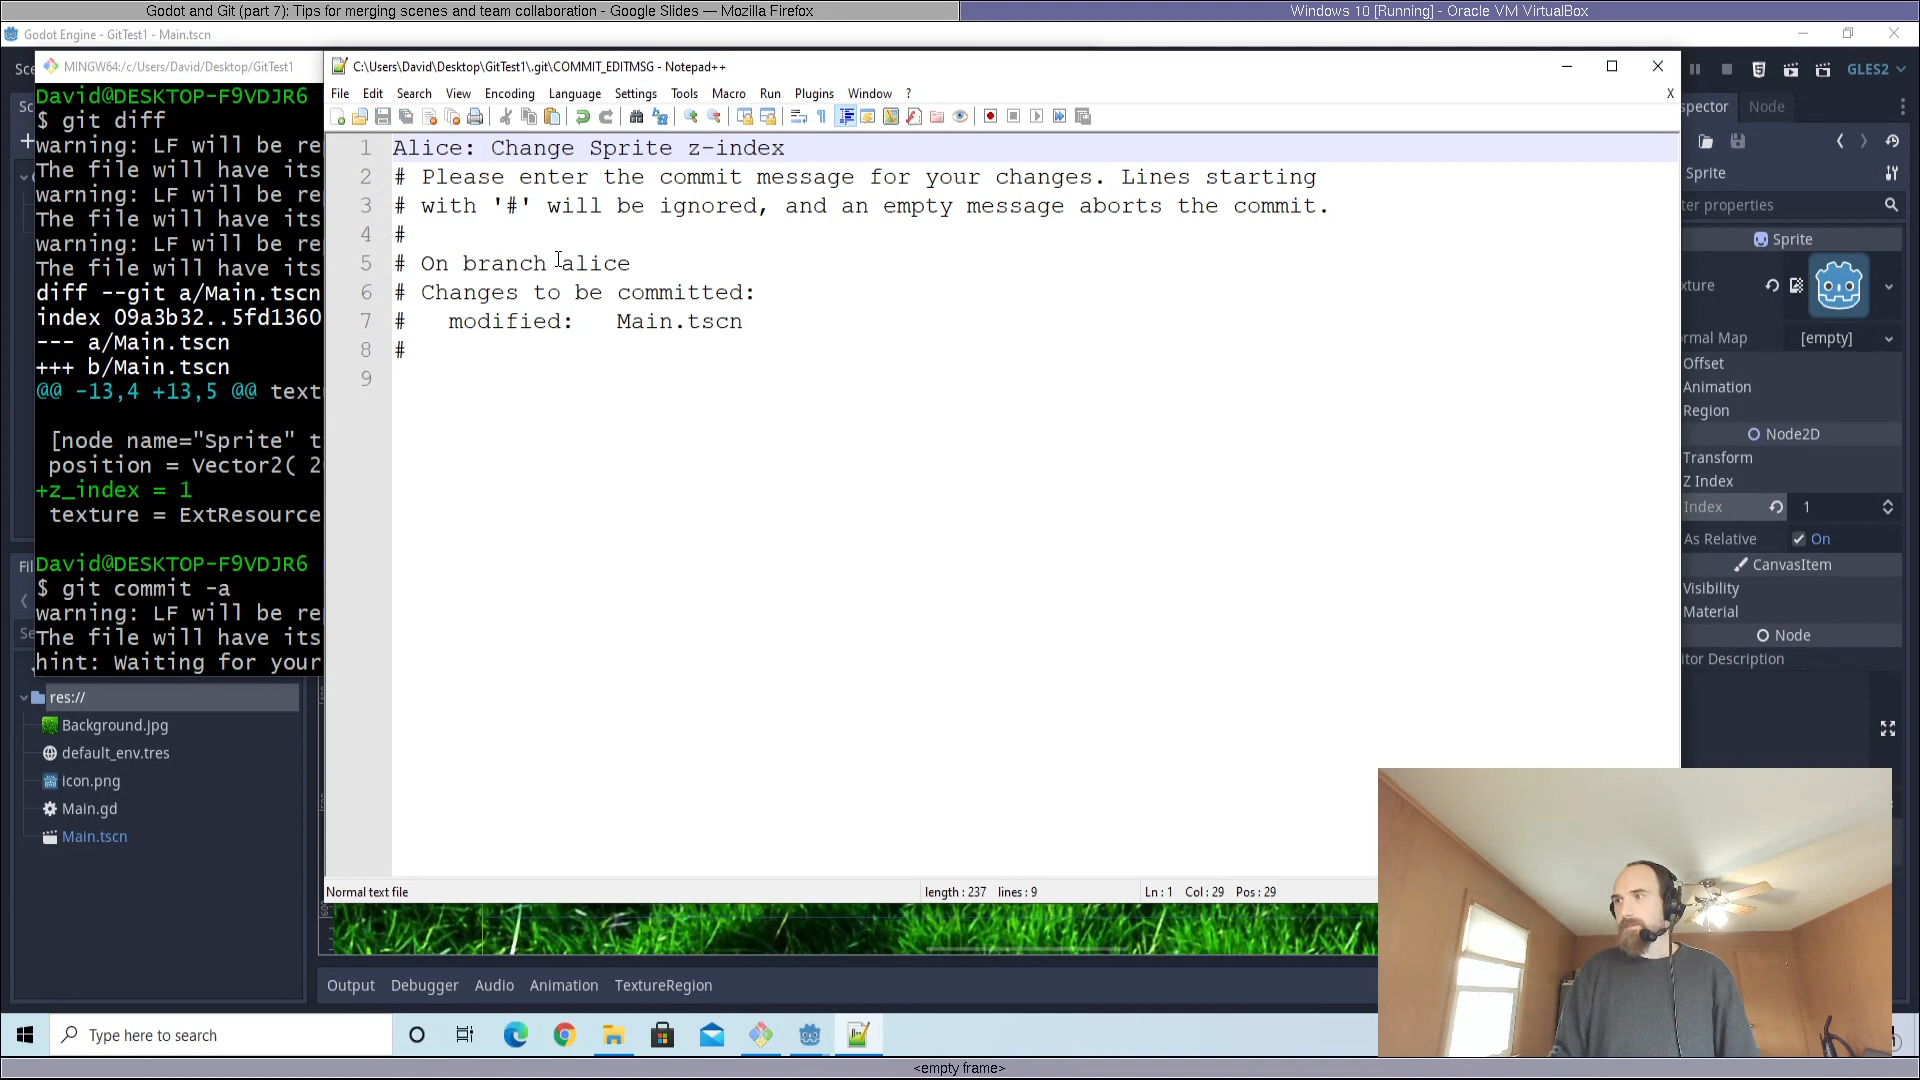 Godot and Git (part 7): Tips for merging scenes and team collaboration - Google Slides — Mozilla Firefox
Windows 10 [Running] - Oracle VM VirtualBox
Godot Engine - GitTest1 - Main.tscn
MINGW64:/c/Users/David/Desktop/GitTest1
C:\Users\David\Desktop\GitTest1\.git\COMMIT_EDITMSG - Notepad++
GLES2
File Edit Search View Encoding Language Settings Tools Macro Run Plugins Window ? X
David@DESKTOP-F9VDJR6
$ git diff
warning: LF will be re
The file will have its
warning: LF will be re
The file will have its
warning: LF will be re
The file will have its
diff --git a/Main.tscn
index 09a3b32..5fd1360
--- a/Main.tscn
+++ b/Main.tscn
@@ -13,4 +13,5 @@ text
[node name="Sprite" t
position = Vector2( 2
+z_index = 1
texture = ExtResource
David@DESKTOP-F9VDJR6
$ git commit -a
warning: LF will be re
The file will have its
hint: Waiting for your
1 Alice: Change Sprite z-index
2 # Please enter the commit message for your changes. Lines starting
3 # with '#' will be ignored, and an empty message aborts the commit.
4 #
5 # On branch alice
6 # Changes to be committed:
7 #   modified:   Main.tscn
8 #
9
Normal text file
length : 237 lines : 9
Ln : 1 Col : 29 Pos : 29
spector Node
Sprite
ter properties
Sprite
xture
rmal Map [empty]
Offset
Animation
Region
Node2D
Transform
Z Index
Index 1
As Relative On
CanvasItem
Visibility
Material
Node
itor Description
res://
Background.jpg
default_env.tres
icon.png
Main.gd
Main.tscn
Output Debugger Audio Animation TextureRegion
Type here to search
<empty frame>